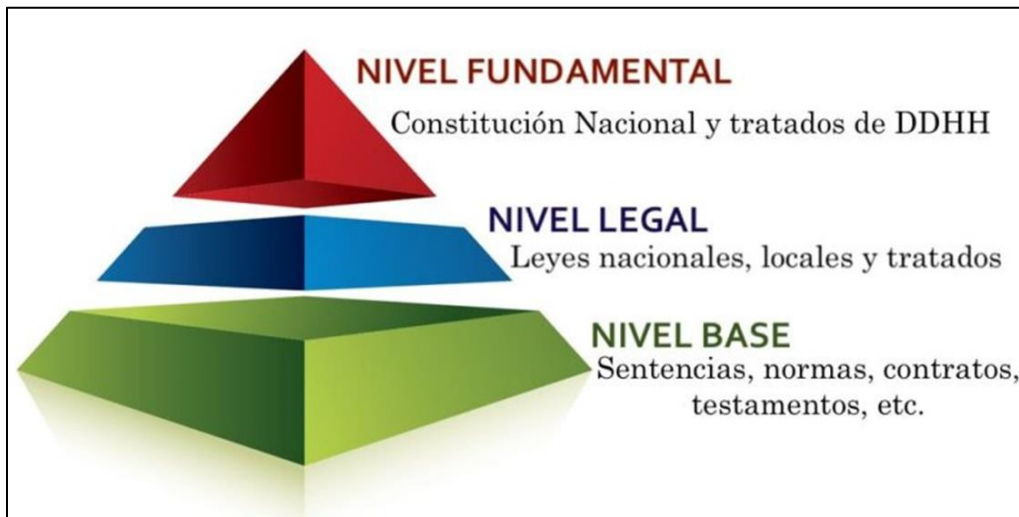 NIVEL FUNDAMENTAL
Constitución Nacional y tratados de DDHH
NIVEL LEGAL
Leyes nacionales, locales y tratados
NIVEL BASE
Sentencias, normas, contratos,
testamentos, etc.